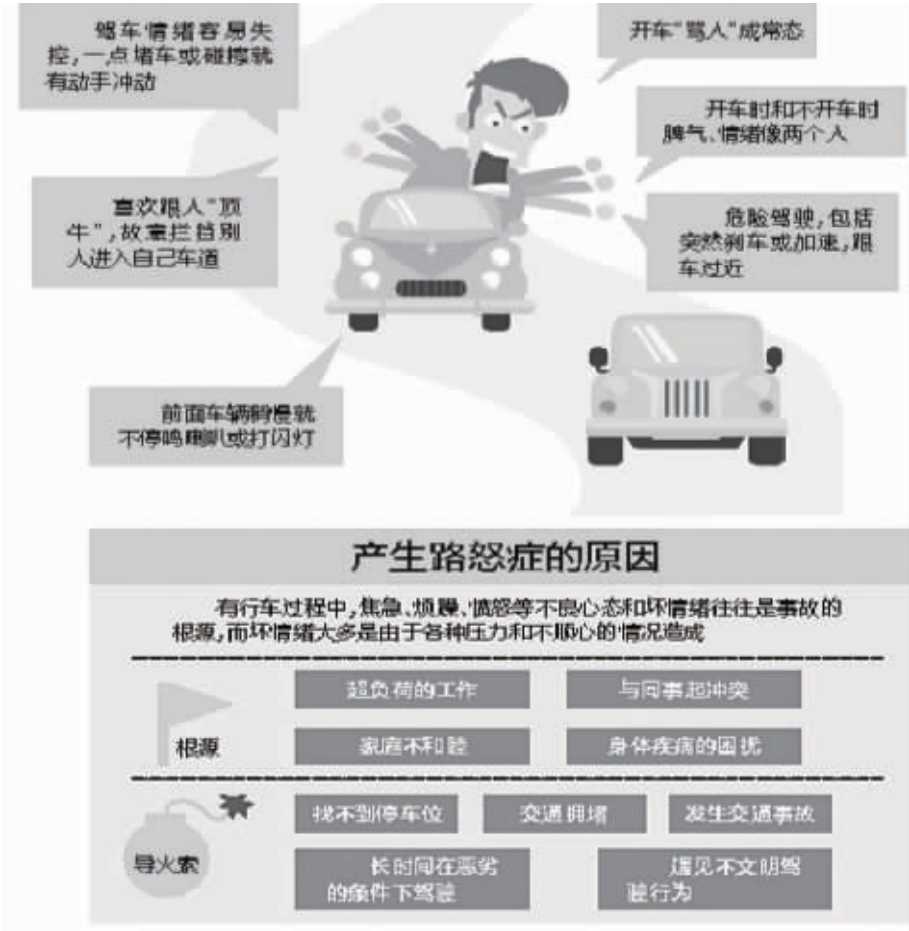 驾车情绪容易失
控,一点堵车或碰擦就
有动手冲动
开车“骂人”成常态
开车时和不开车时
脾气、情绪像两个人
喜欢跟人“顶
牛”,故意拦挡别
人进入自己车道
危险驾驶,包括
突然刹车或加速,跟
车过近
前面车辆稍慢就
不停鸣喇叭或打闪灯
产生路怒症的原因
有行车过程中,焦急、烦躁、愤怒等不良心态和坏情绪往往是事故的
根源,而坏情绪大多是由于各种压力和不顺心的情况造成
根源
超负荷的工作
与同事起冲突
家庭不和睦
身体疾病的困扰
导火索
找不到停车位
交通拥堵
发生交通事故
长时间在恶劣
的条件下驾驶
遇见不文明驾
驶行为